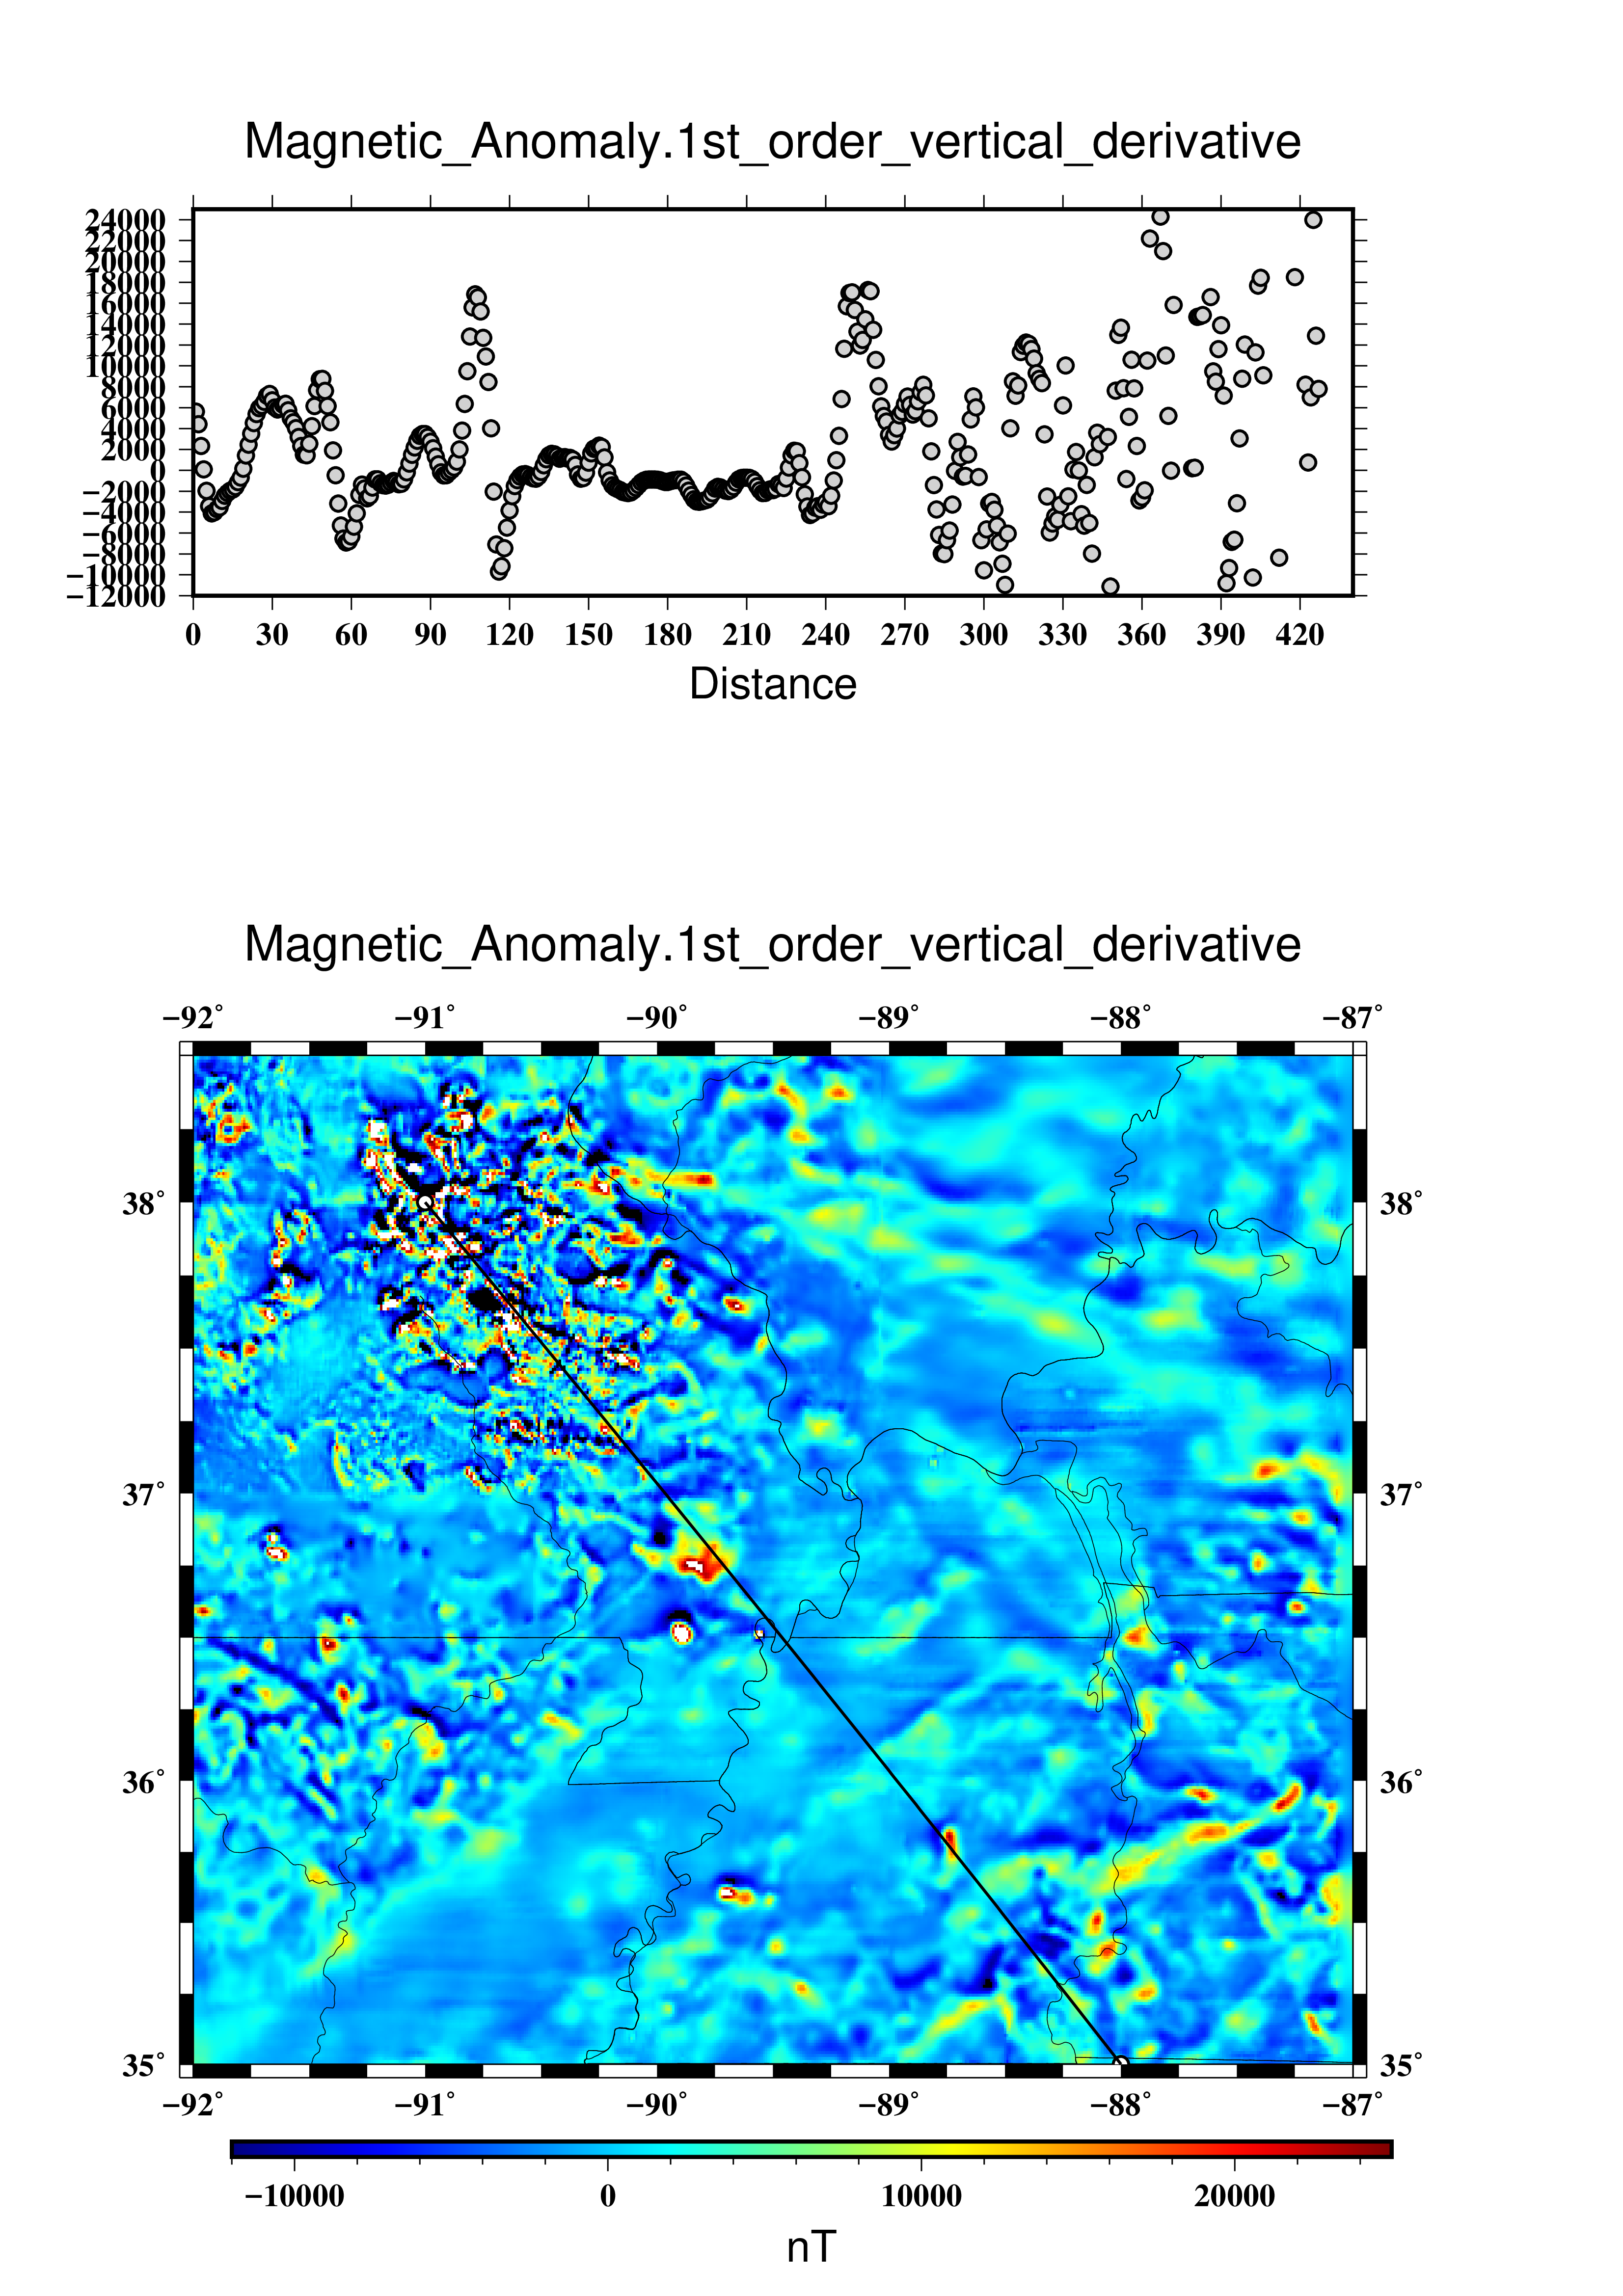 Magnetic_Anomaly.1st_order_vertical_derivative
24000
22000
20000
18000
16000
14000
12000
10000
8000
6000
4000
2000
0
−2000
−4000
−6000
−8000
−10000
−12000
0 30 60 90 120 150 180 210 240 270 300 330 360 390 420
Distance
Magnetic_Anomaly.1st_order_vertical_derivative
−92˚ −91˚ −90˚ −89˚ −88˚ −87˚
38˚ 38˚
37˚ 37˚
36˚ 36˚
35˚ 35˚
−92˚ −91˚ −90˚ −89˚ −88˚ −87˚
−10000 0 10000 20000
nT